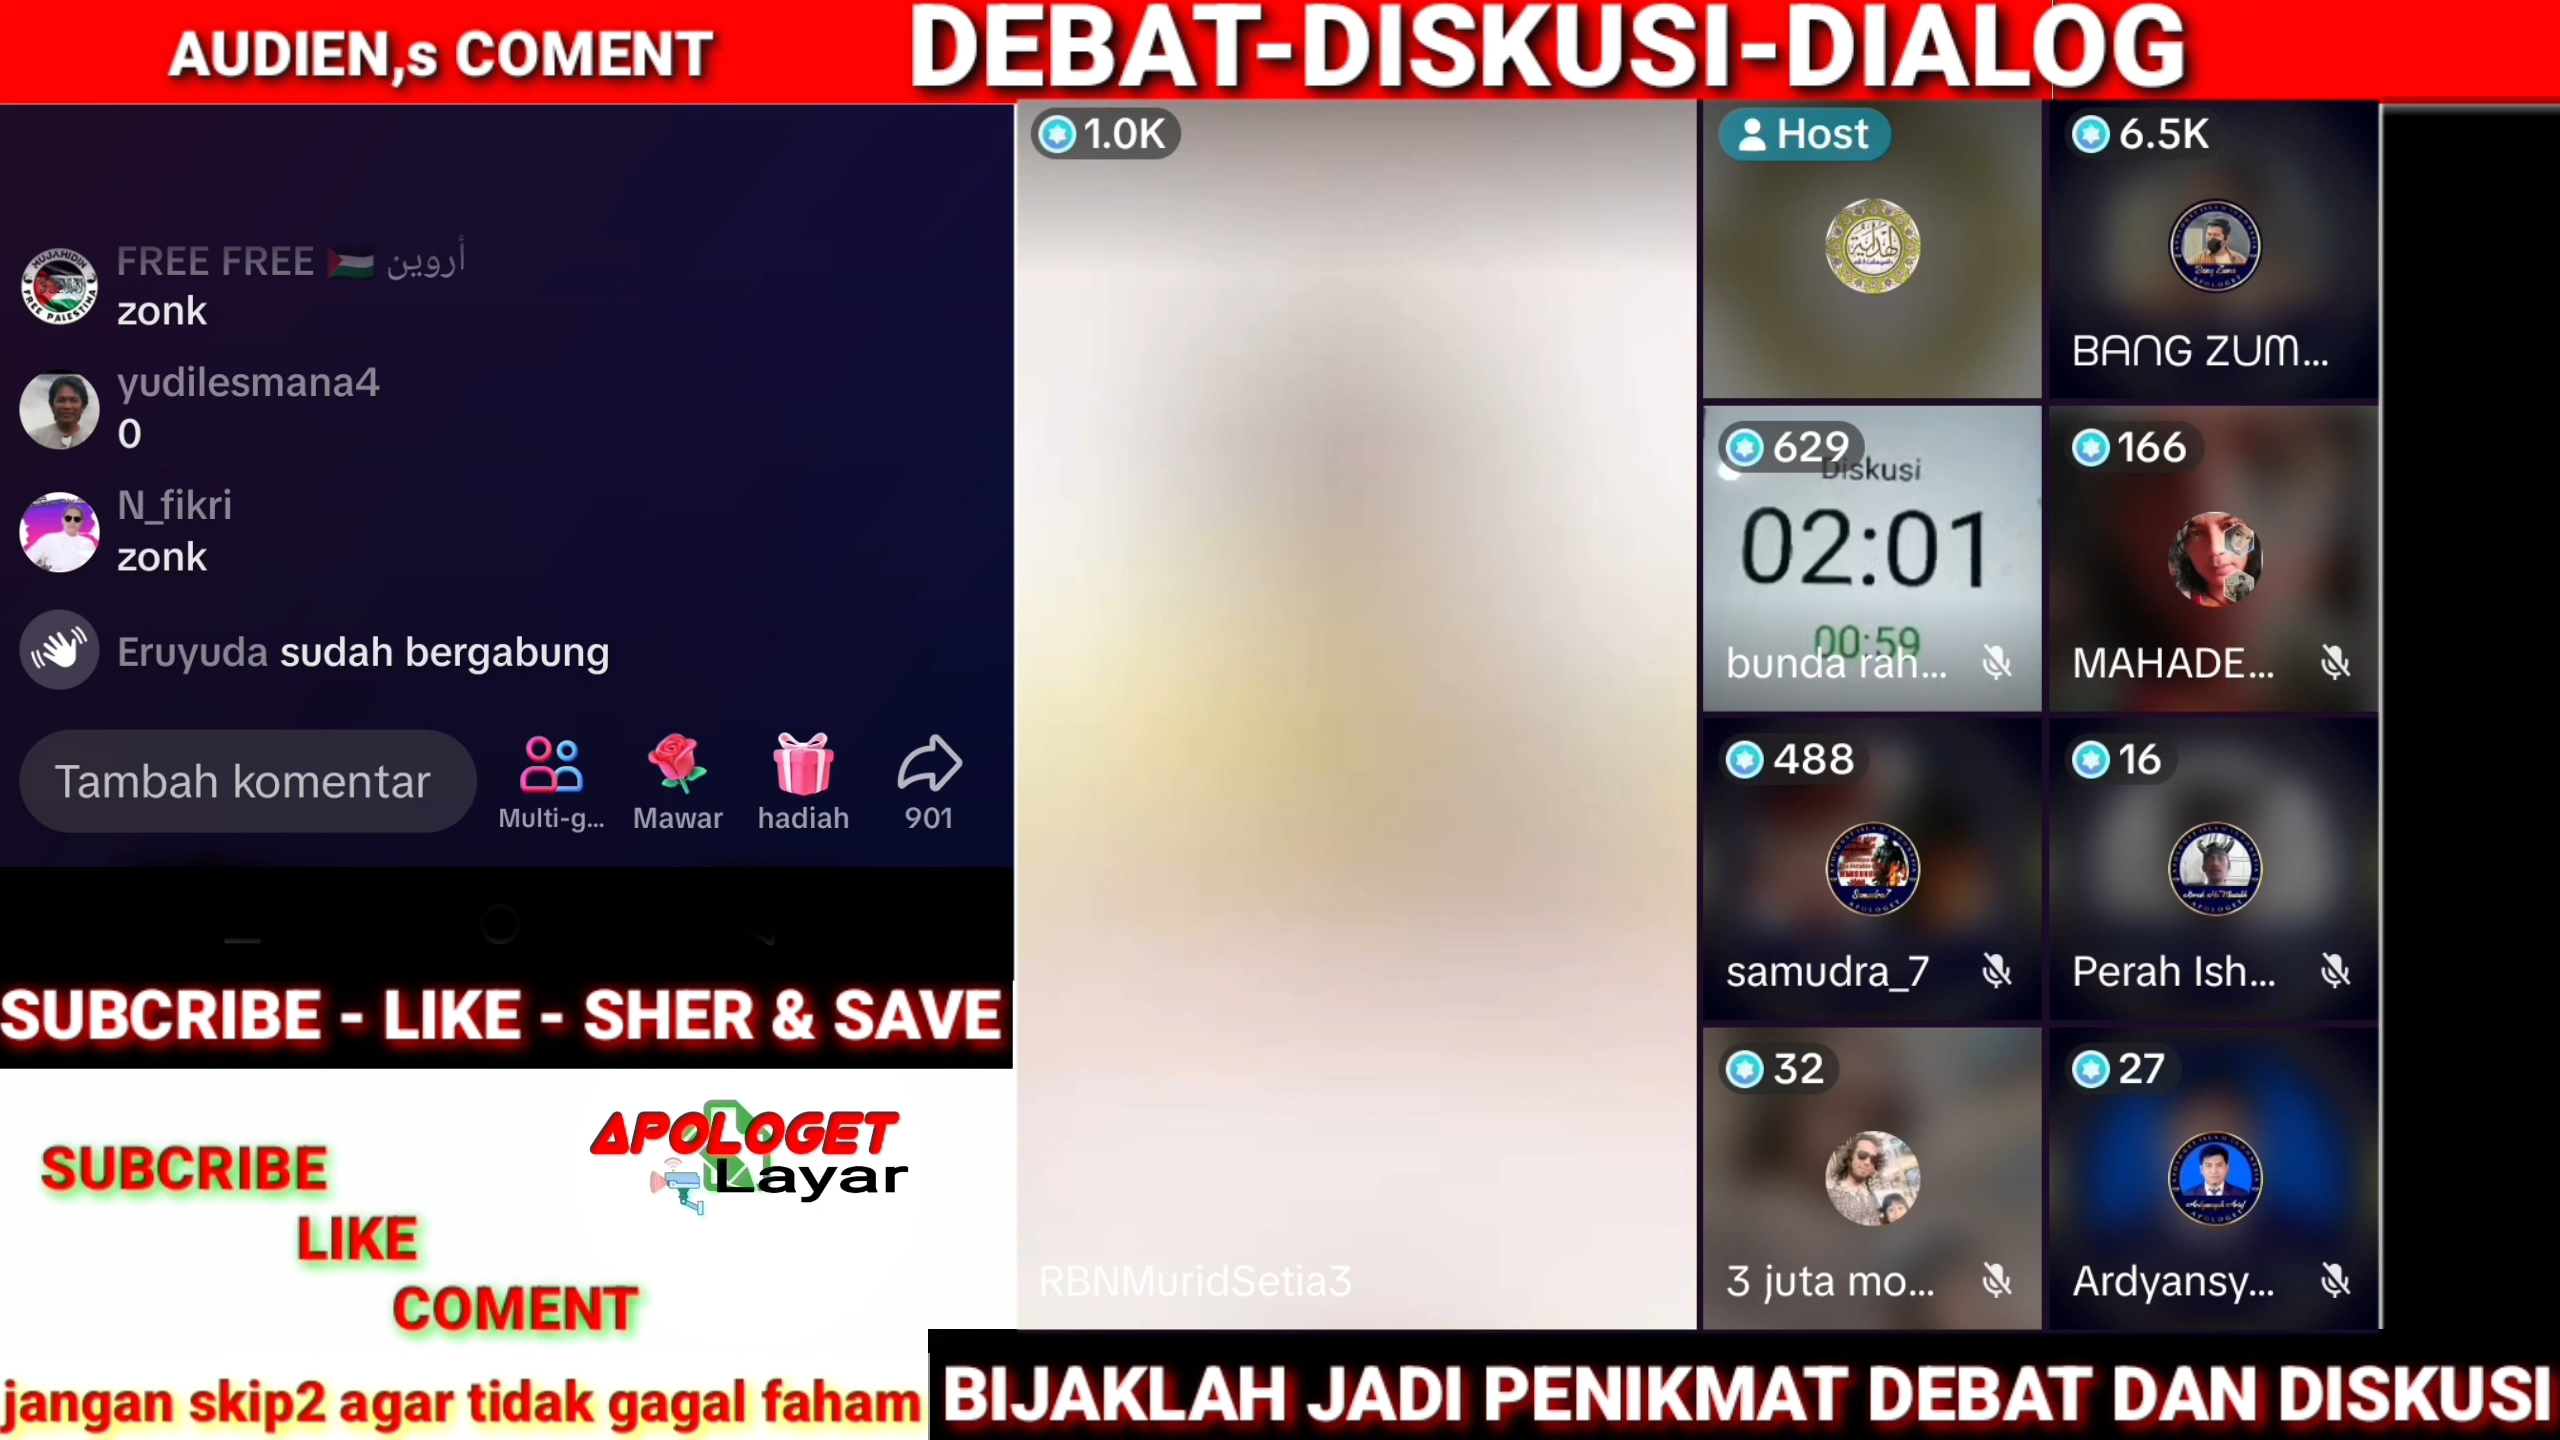 AUDIEN,s COMENT
DEBAT-DISKUSI-DIALOG
FREE FREE 🇵🇸 أروين
zonk
yudilesmana4
0
N_fikri
zonk
Eruyuda sudah bergabung
Tambah komentar
Multi-g...
Mawar
hadiah
901
SUBCRIBE - LIKE - SHER & SAVE
SUBCRIBE
LIKE
COMENT
APOLOGET
Layar
jangan skip2 agar tidak gagal faham
1.0K
RBNMuridSetia3
Host
6.5K
BANG ZUM...
629
Diskusi
02:01
00:59
bunda rah...
166
MAHADE...
488
samudra_7
16
Perah Ish...
32
3 juta mo...
27
Ardyansy...
BIJAKLAH JADI PENIKMAT DEBAT DAN DISKUSI